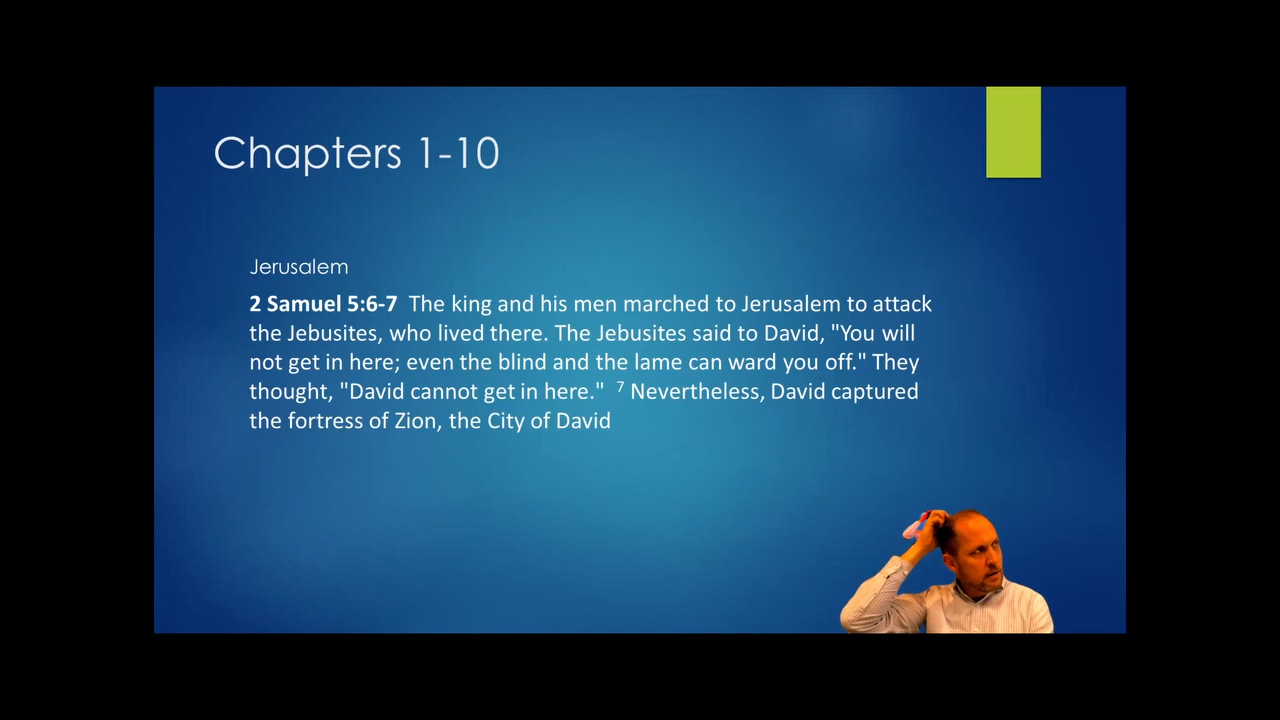 Chapters 1-10
Jerusalem
2 Samuel 5:6-7  The king and his men marched to Jerusalem to attack
the Jebusites, who lived there. The Jebusites said to David, "You will
not get in here; even the blind and the lame can ward you off." They
thought, "David cannot get in here."  ⁷ Nevertheless, David captured
the fortress of Zion, the City of David